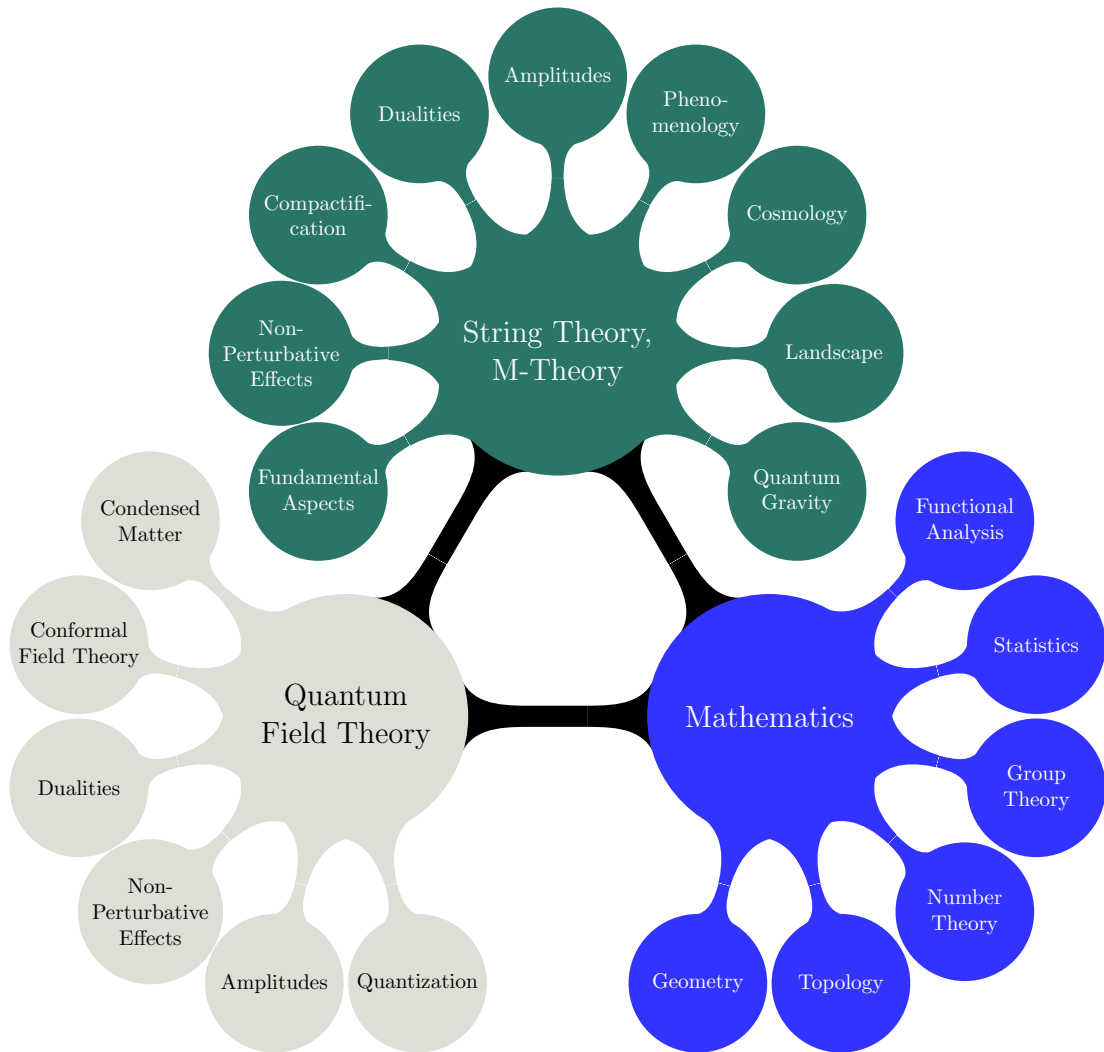 Amplitudes
Dualities
Pheno-
menology
Compactifi-
cation
Cosmology
Non-
Perturbative
Effects
String Theory,
M-Theory
Landscape
Fundamental
Aspects
Quantum
Gravity
Condensed
Matter
Functional
Analysis
Conformal
Field Theory
Statistics
Quantum
Field Theory
Mathematics
Dualities
Group
Theory
Non-
Perturbative
Effects
Number
Theory
Amplitudes
Quantization
Geometry
Topology